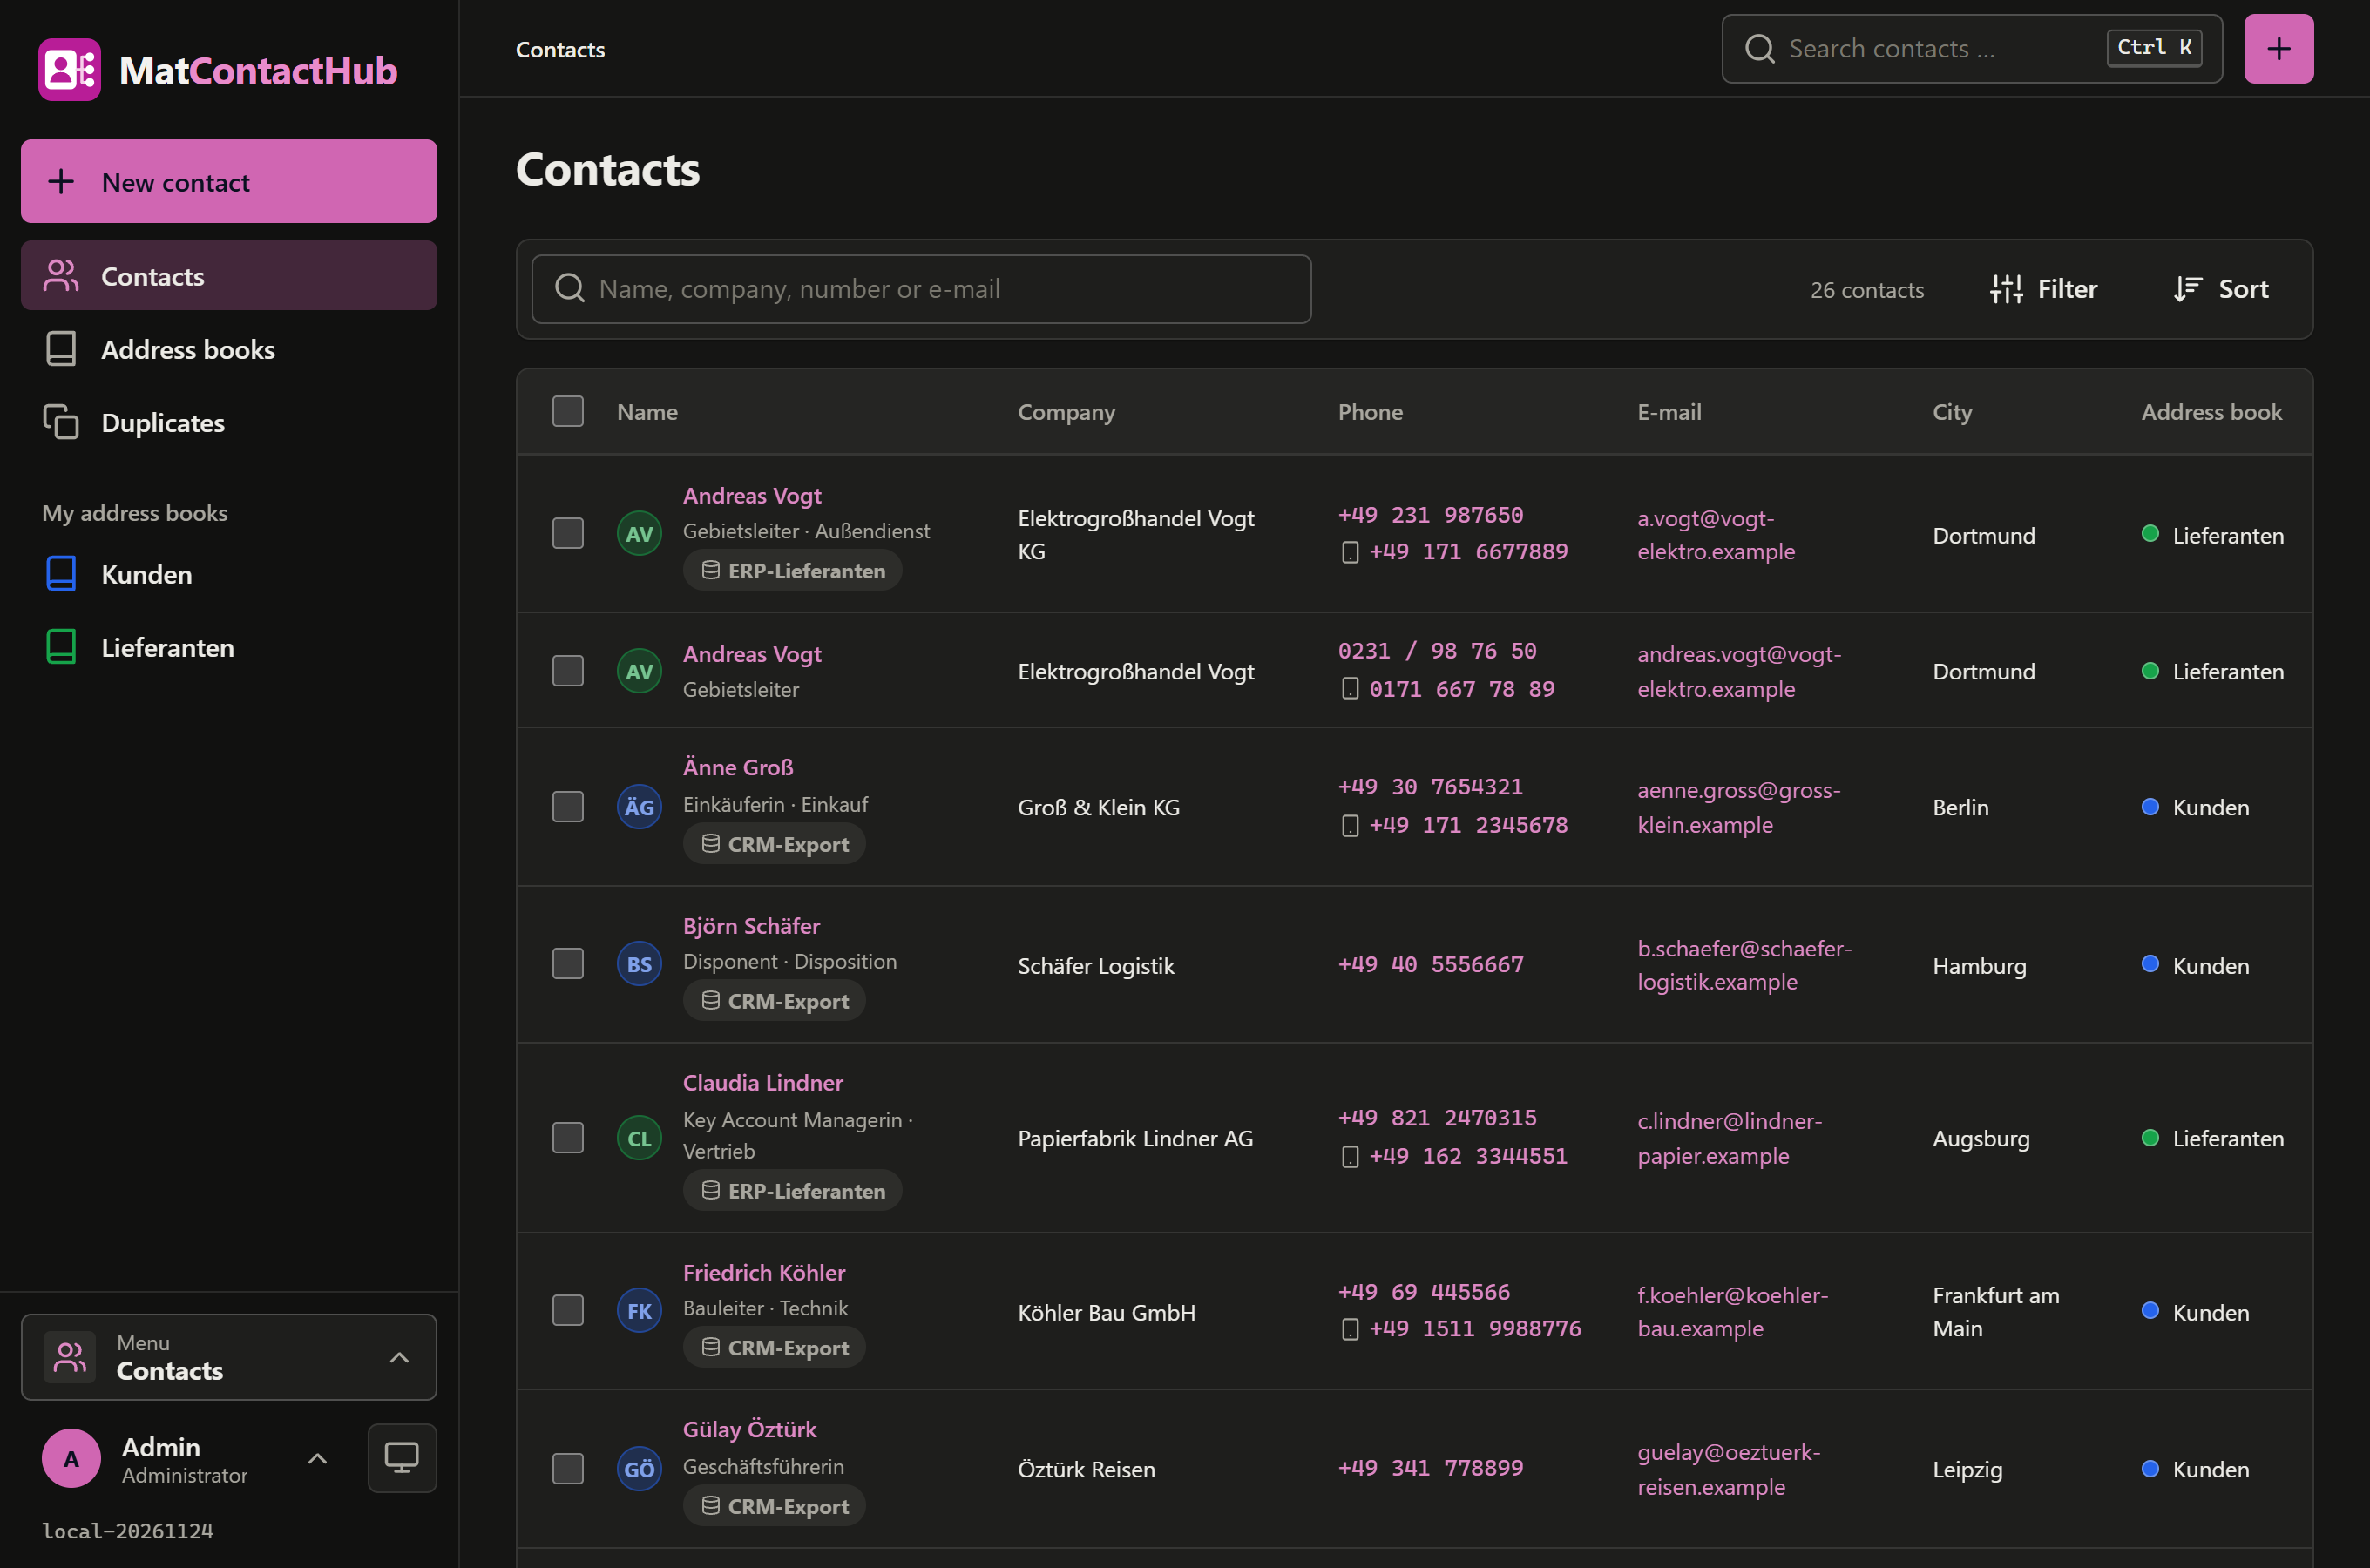 MatContactHub
New contact
Contacts
Address books
Duplicates
My address books
Kunden
Lieferanten
Menu
Contacts
A
Admin
Administrator
local-20261124
Contacts
Search contacts ...
Ctrl K
Contacts
Name, company, number or e-mail
26 contacts
Filter
Sort
Name
Company
Phone
E-mail
City
Address book
AV
Andreas Vogt
Gebietsleiter · Außendienst
ERP-Lieferanten
Elektrogroßhandel Vogt
KG
+49 231 987650
+49 171 6677889
a.vogt@vogt-
elektro.example
Dortmund
Lieferanten
AV
Andreas Vogt
Gebietsleiter
Elektrogroßhandel Vogt
0231 / 98 76 50
0171 667 78 89
andreas.vogt@vogt-
elektro.example
Dortmund
Lieferanten
ÄG
Änne Groß
Einkäuferin · Einkauf
CRM-Export
Groß & Klein KG
+49 30 7654321
+49 171 2345678
aenne.gross@gross-
klein.example
Berlin
Kunden
BS
Björn Schäfer
Disponent · Disposition
CRM-Export
Schäfer Logistik
+49 40 5556667
b.schaefer@schaefer-
logistik.example
Hamburg
Kunden
CL
Claudia Lindner
Key Account Managerin ·
Vertrieb
ERP-Lieferanten
Papierfabrik Lindner AG
+49 821 2470315
+49 162 3344551
c.lindner@lindner-
papier.example
Augsburg
Lieferanten
FK
Friedrich Köhler
Bauleiter · Technik
CRM-Export
Köhler Bau GmbH
+49 69 445566
+49 1511 9988776
f.koehler@koehler-
bau.example
Frankfurt am
Main
Kunden
GÖ
Gülay Öztürk
Geschäftsführerin
CRM-Export
Öztürk Reisen
+49 341 778899
guelay@oeztuerk-
reisen.example
Leipzig
Kunden